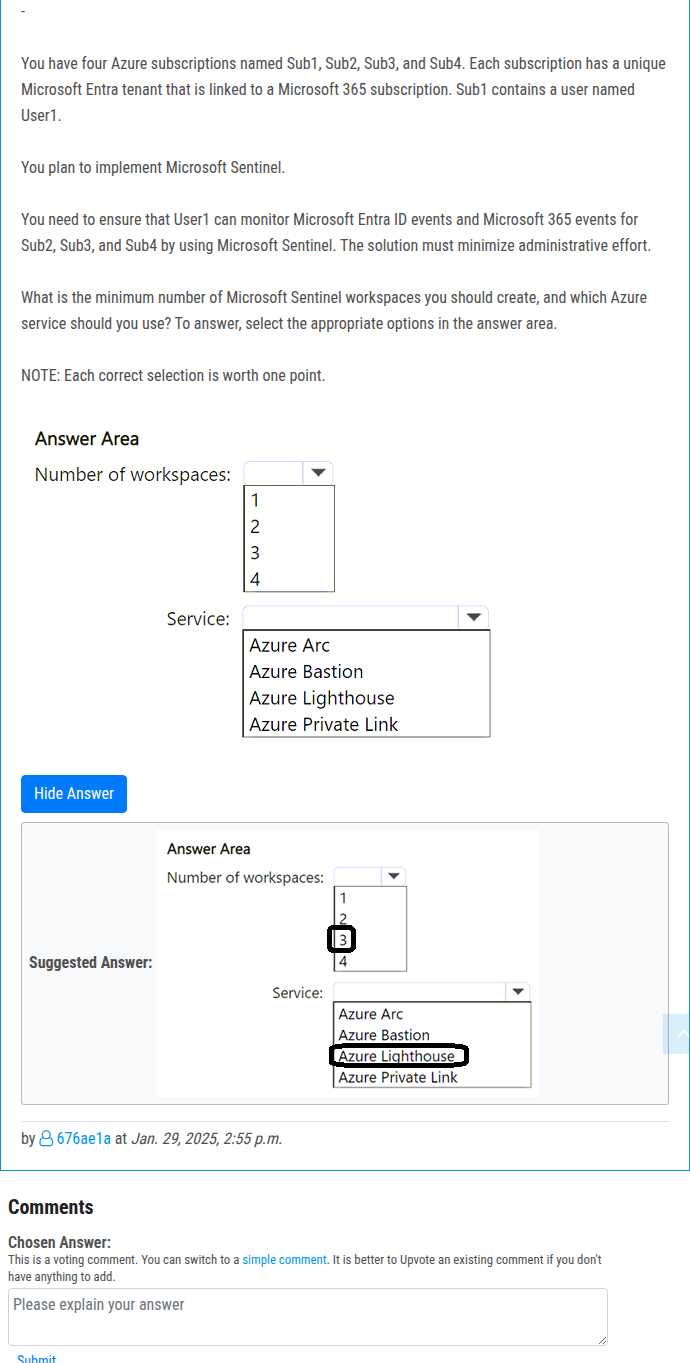 -
You have four Azure subscriptions named Sub1, Sub2, Sub3, and Sub4. Each subscription has a unique
Microsoft Entra tenant that is linked to a Microsoft 365 subscription. Sub1 contains a user named
User1.
You plan to implement Microsoft Sentinel.
You need to ensure that User1 can monitor Microsoft Entra ID events and Microsoft 365 events for
Sub2, Sub3, and Sub4 by using Microsoft Sentinel. The solution must minimize administrative effort.
What is the minimum number of Microsoft Sentinel workspaces you should create, and which Azure
service should you use? To answer, select the appropriate options in the answer area.
NOTE: Each correct selection is worth one point.
Answer Area
Number of workspaces:
1
2
3
4
Service:
Azure Arc
Azure Bastion
Azure Lighthouse
Azure Private Link
Hide Answer
Suggested Answer:
Answer Area
Number of workspaces:
1
2
3
4
Service:
Azure Arc
Azure Bastion
Azure Lighthouse
Azure Private Link
by 676ae1a at Jan. 29, 2025, 2:55 p.m.
Comments
Chosen Answer:
This is a voting comment. You can switch to a simple comment. It is better to Upvote an existing comment if you don't
have anything to add.
Please explain your answer
Submit